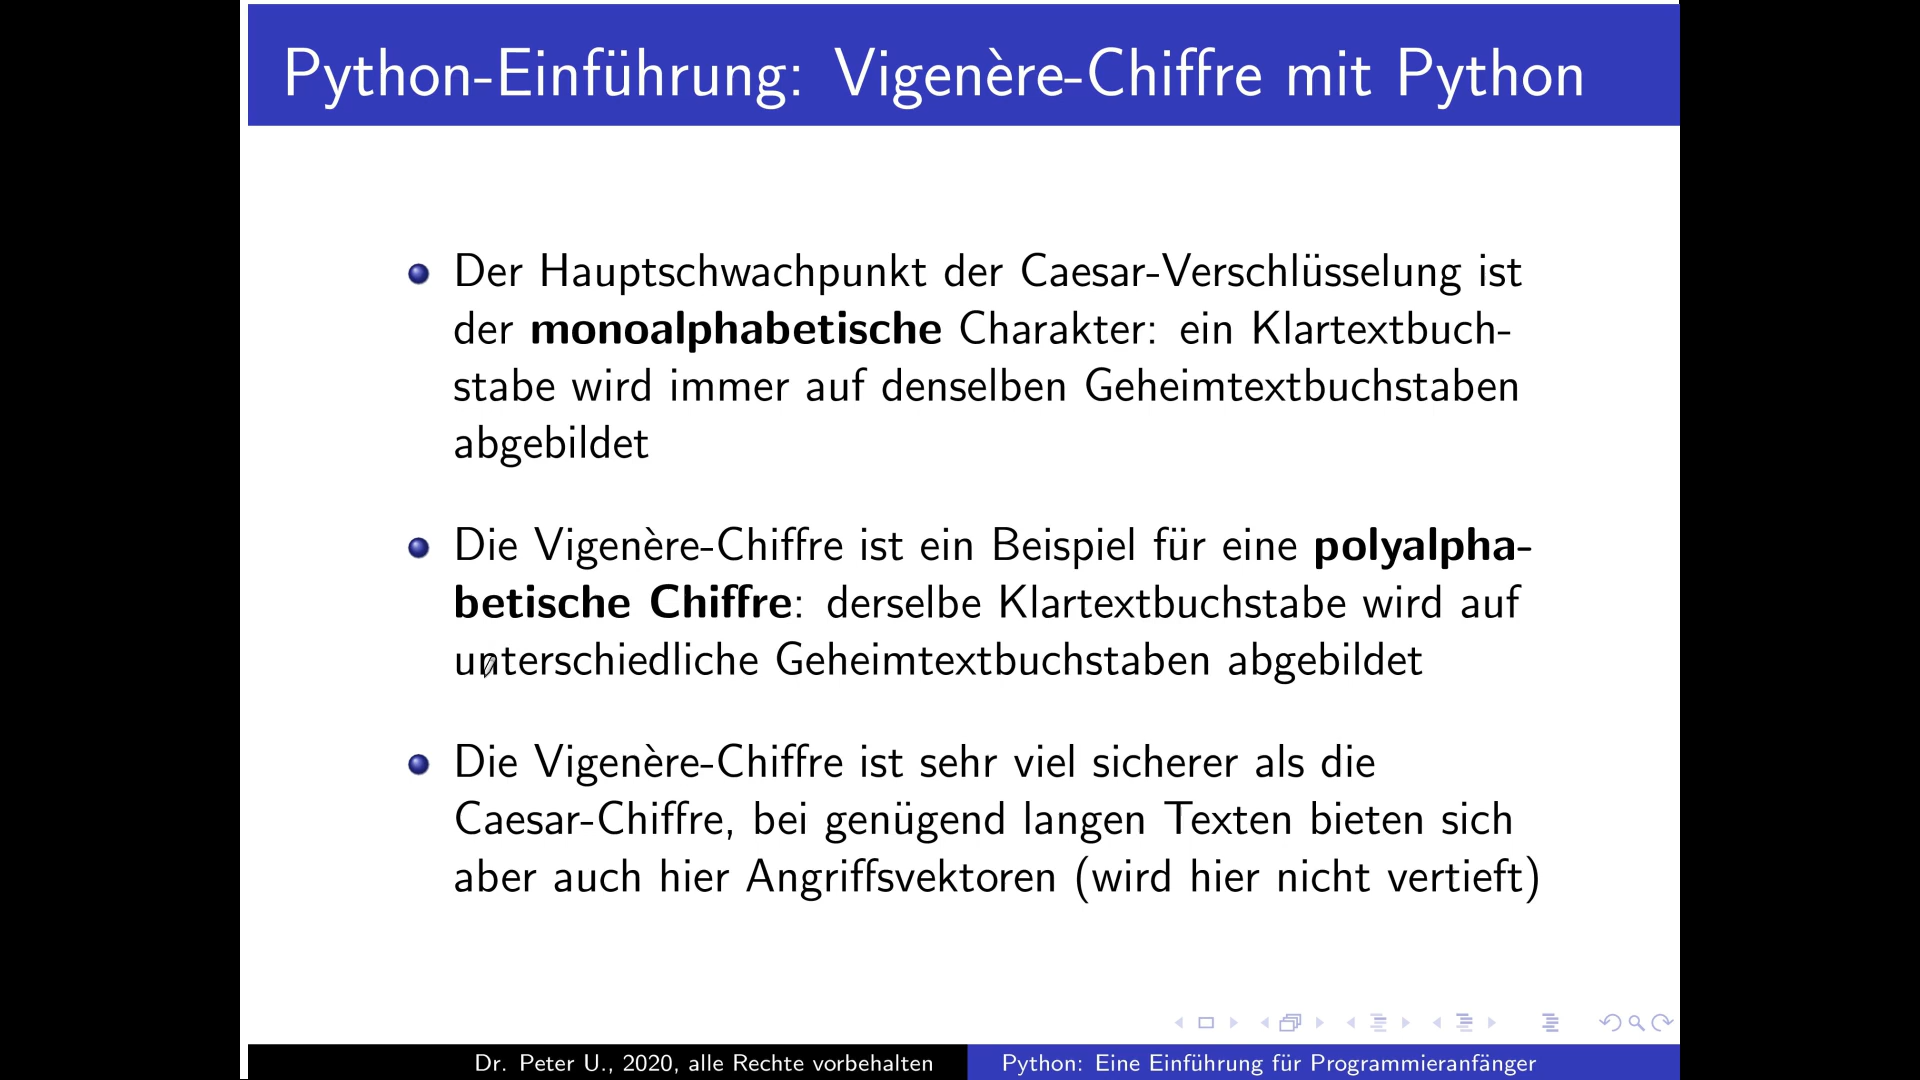 Python-Einführung: Vigenère-Chiffre mit Python
Der Hauptschwachpunkt der Caesar-Verschlüsselung ist
der monoalphabetische Charakter: ein Klartextbuch-
stabe wird immer auf denselben Geheimtextbuchstaben
abgebildet
Die Vigenère-Chiffre ist ein Beispiel für eine polyalpha-
betische Chiffre: derselbe Klartextbuchstabe wird auf
unterschiedliche Geheimtextbuchstaben abgebildet
Die Vigenère-Chiffre ist sehr viel sicherer als die
Caesar-Chiffre, bei genügend langen Texten bieten sich
aber auch hier Angriffsvektoren (wird hier nicht vertieft)
Dr. Peter U., 2020, alle Rechte vorbehalten
Python: Eine Einführung für Programmieranfänger